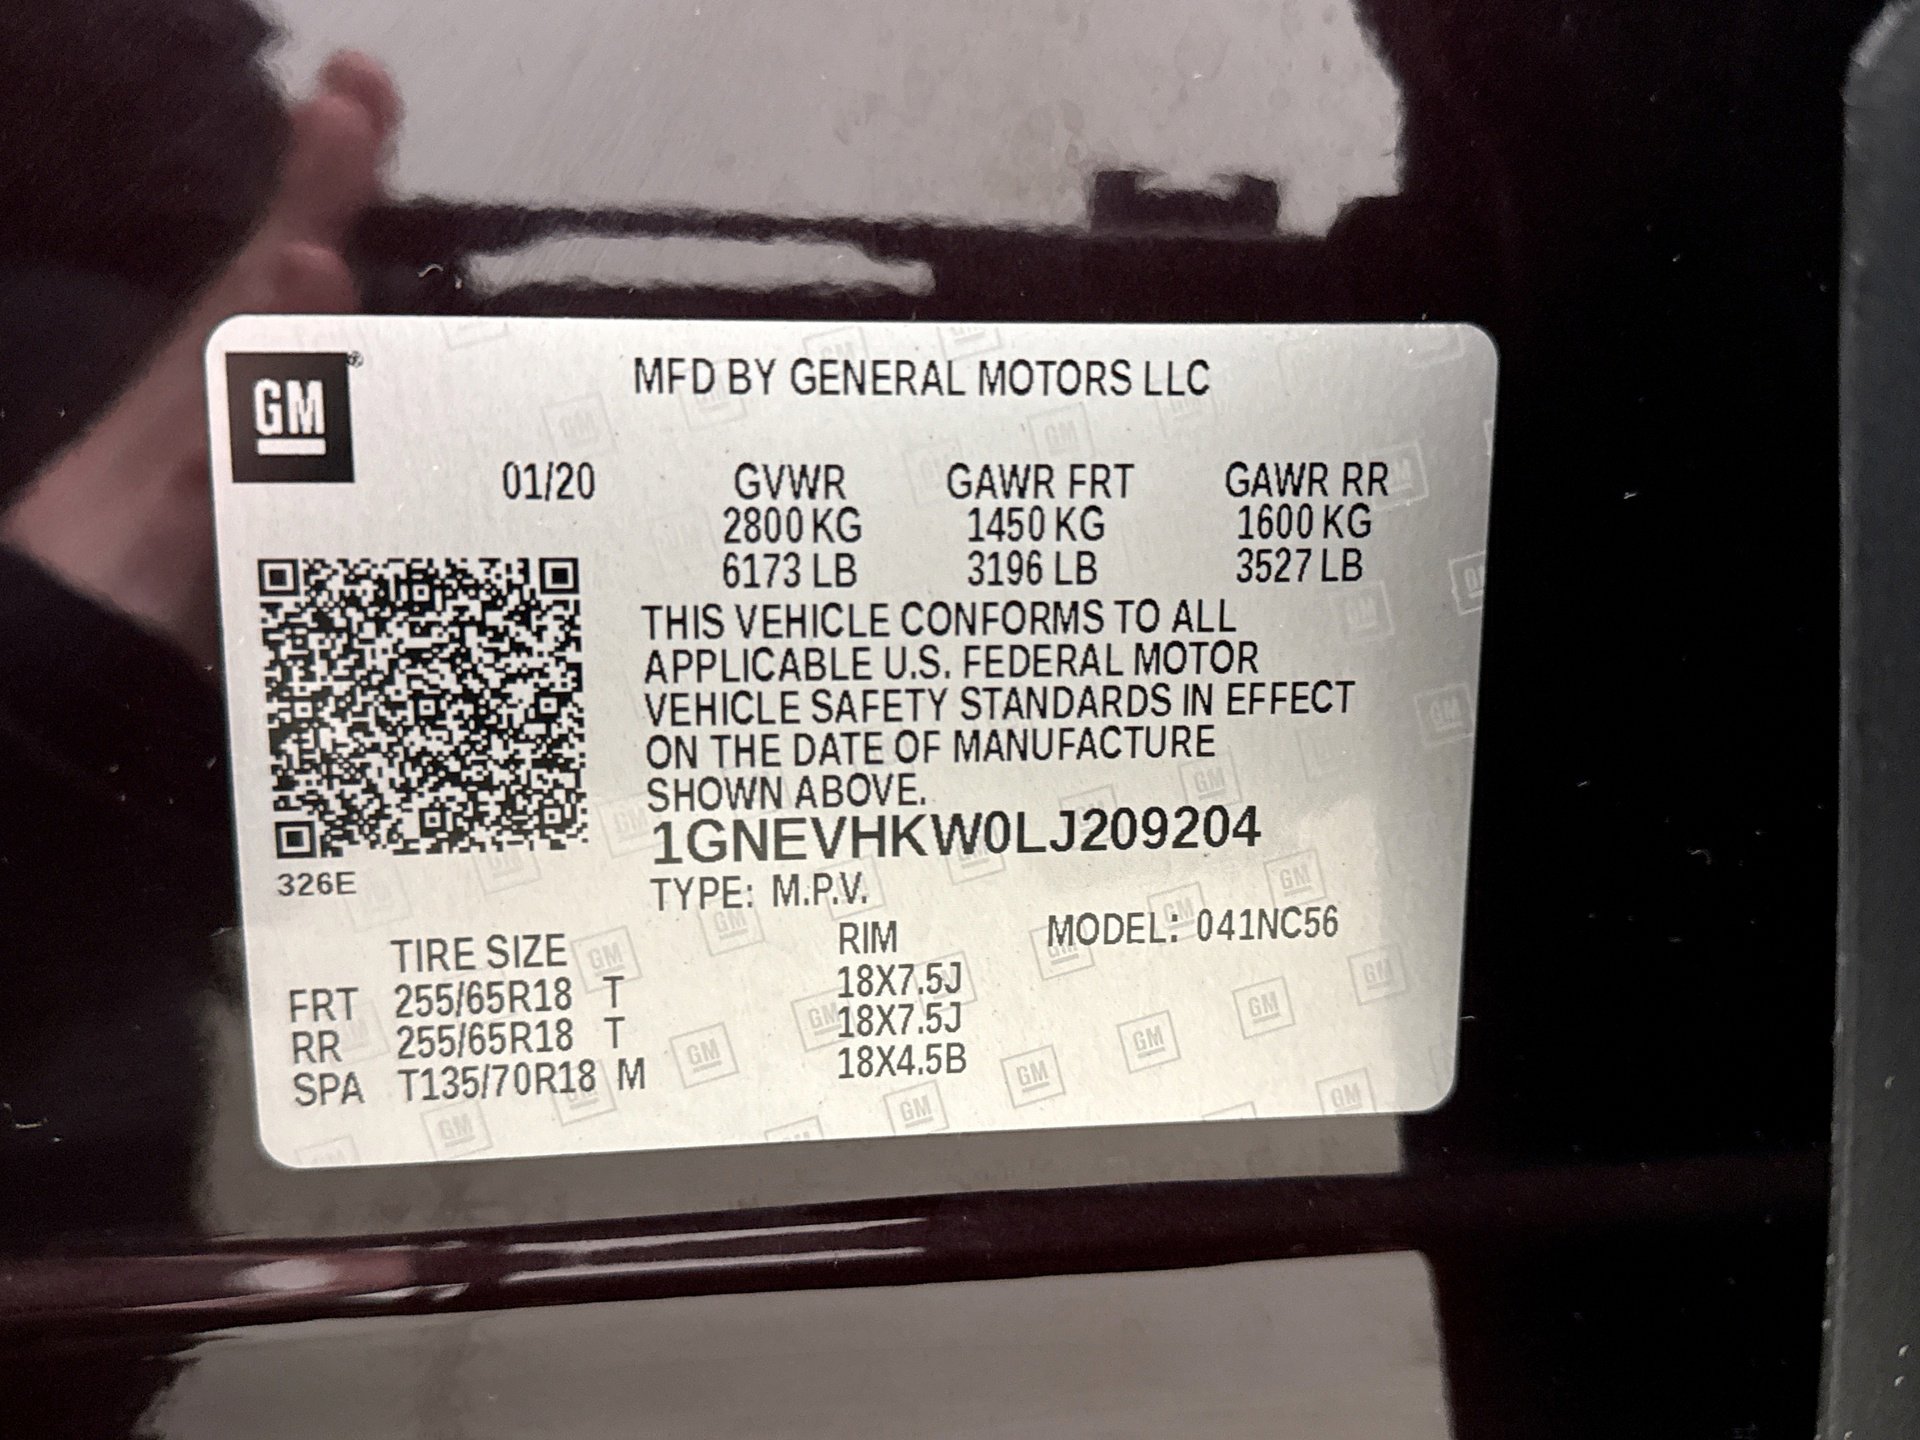 GM®
MFD BY GENERAL MOTORS LLC
01/20 GVWR GAWR FRT GAWR RR
2800 KG 1450 KG 1600 KG
6173 LB 3196 LB 3527 LB
THIS VEHICLE CONFORMS TO ALL
APPLICABLE U.S. FEDERAL MOTOR
VEHICLE SAFETY STANDARDS IN EFFECT
ON THE DATE OF MANUFACTURE
SHOWN ABOVE.
1GNEVHKW0LJ209204
326E
TYPE: M.P.V.
TIRE SIZE RIM MODEL: 041NC56
FRT 255/65R18 T 18X7.5J
RR 255/65R18 T 18X7.5J
SPA T135/70R18 M 18X4.5B